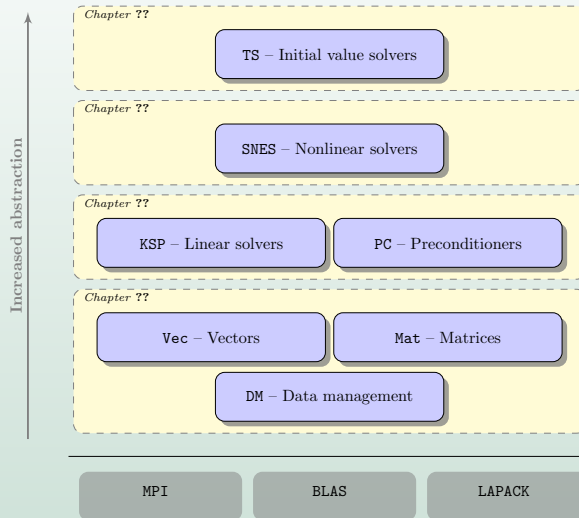 Increased abstraction
Chapter ??
TS – Initial value solvers
Chapter ??
SNES – Nonlinear solvers
Chapter ??
KSP – Linear solvers
PC – Preconditioners
Chapter ??
Vec – Vectors
Mat – Matrices
DM – Data management
MPI
BLAS
LAPACK